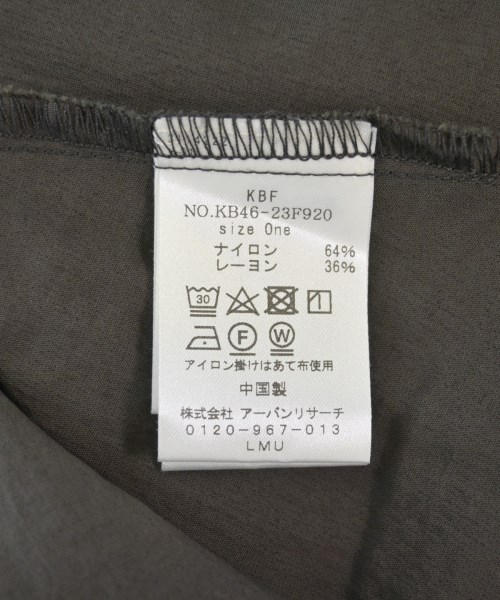 KBF
NO.KB46-23F920
size One
ナイロン 64%
レーヨン 36%
30
F W
アイロン掛けはあて布使用
中国製
株式会社 アーバンリサーチ
0120-967-013
LMU